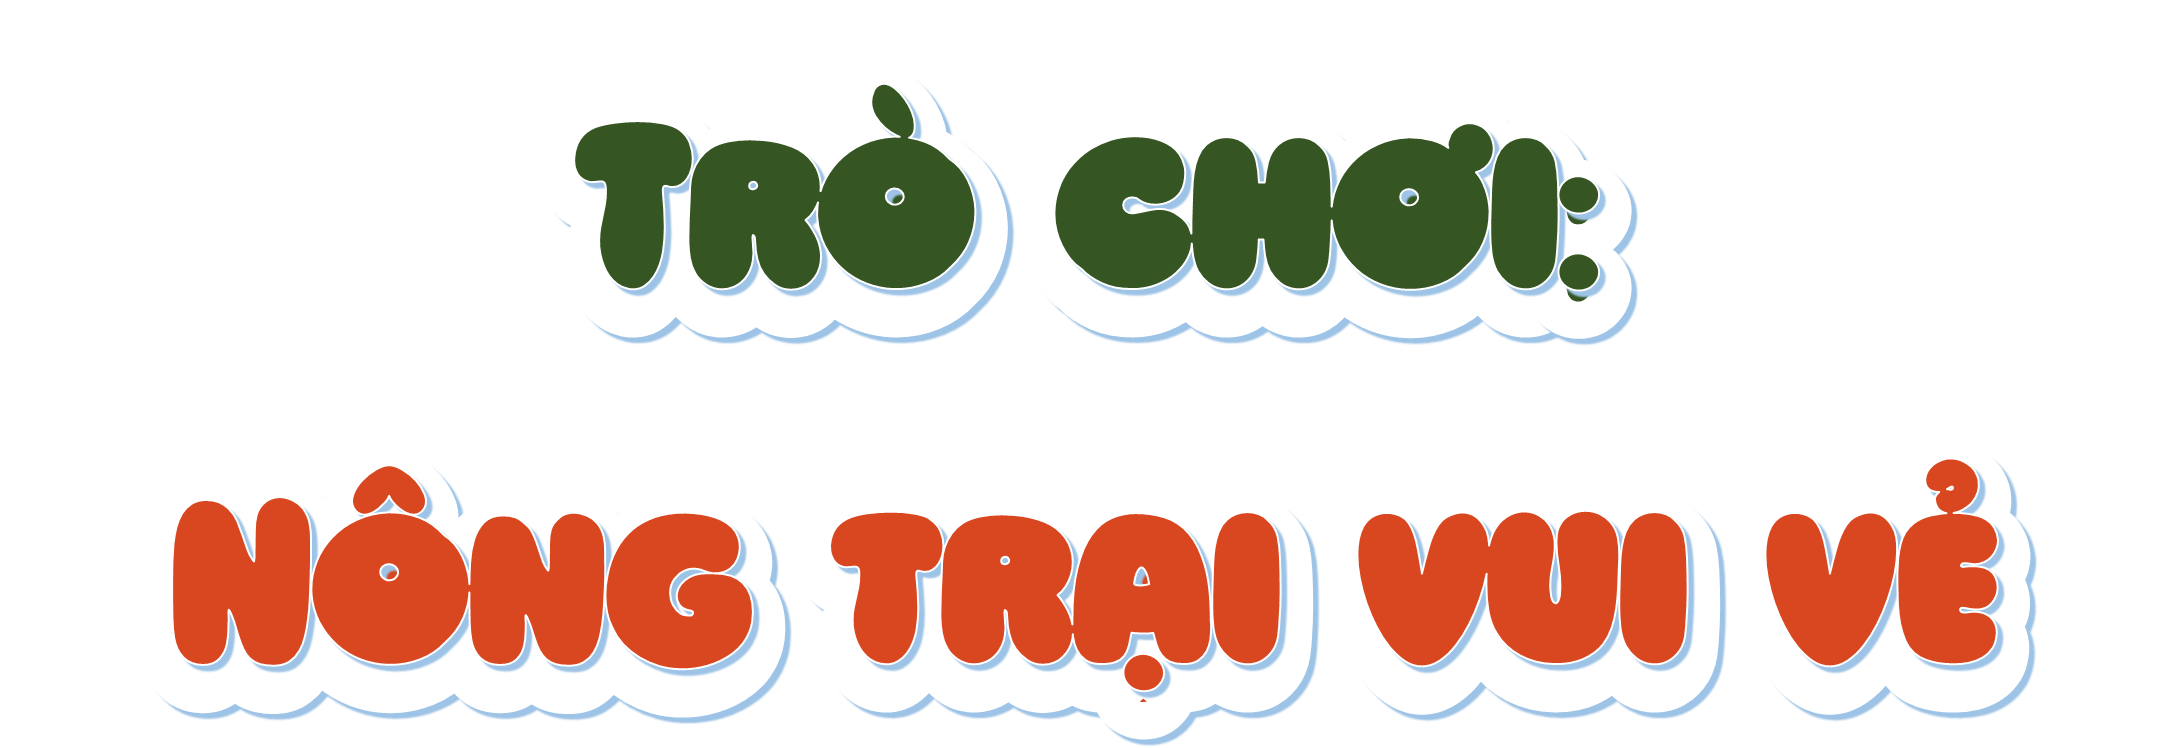 TRÒ CHƠI:
NÔNG TRẠI VUI VẺ